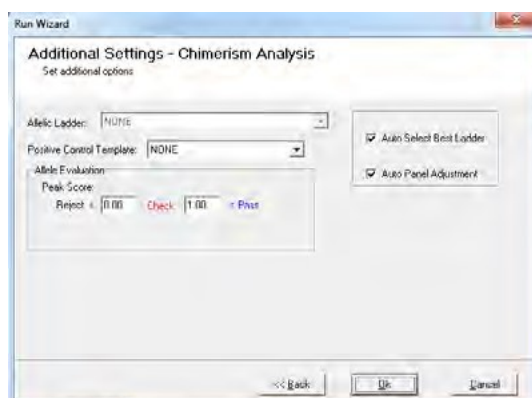 Run Wizard
Additional Settings - Chimerism Analysis
Set additional options
Allelic Ladder: NONE
Auto Select Best Ladder
Positive Control Template: NONE
Auto Panel Adjustment
Allele Evaluation
Peak Score:
Reject < 0.00 Check 1.00 < Pass
<< Back Ok Cancel